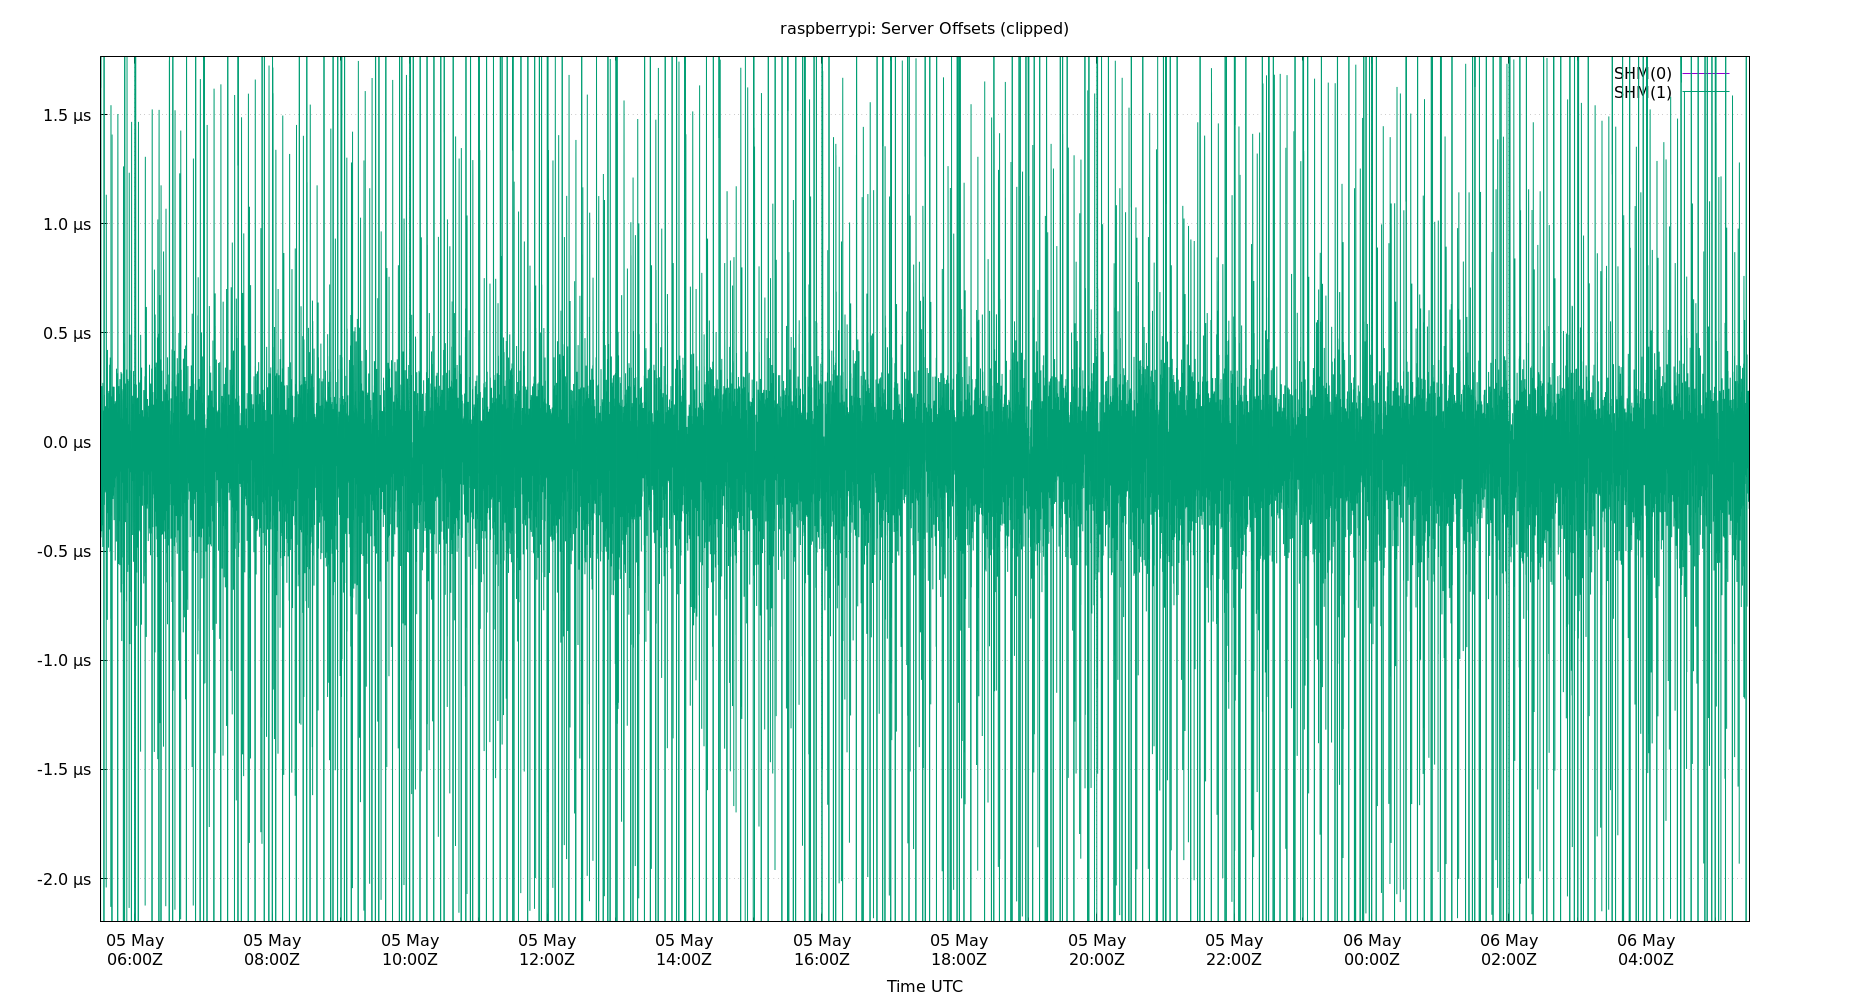 raspberrypi: Server Offsets (clipped)
SHM(0)
SHM(1)
1.5 µs
1.0 µs
0.5 µs
0.0 µs
-0.5 µs
-1.0 µs
-1.5 µs
-2.0 µs
05 May 05 May 05 May 05 May 05 May 05 May 05 May 05 May 05 May 06 May 06 May 06 May
06:00Z 08:00Z 10:00Z 12:00Z 14:00Z 16:00Z 18:00Z 20:00Z 22:00Z 00:00Z 02:00Z 04:00Z
Time UTC